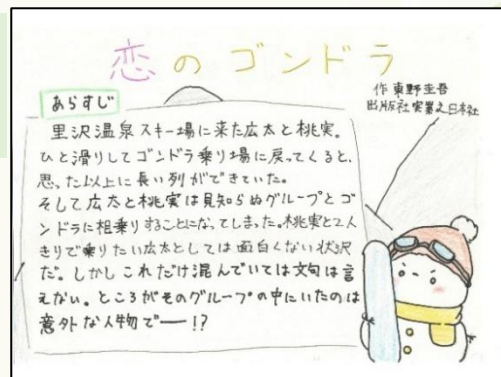 恋のゴンドラ
作 東野圭吾
出版社 実業之日本社
あらすじ
里沢温泉スキー場に来た広太と桃実。
ひと滑りしてゴンドラ乗り場に戻ってくると、
思った以上に長い列ができていた。
そして広太と桃実は見知らぬグループとゴ
ンドラに相乗りすることになってしまった。桃実と2人
きりで乗りたい広太としては面白くない状況
だ。しかしこれだけ混んでいては文句は言
えない。ところがそのグループの中にいたのは
意外な人物で──!?